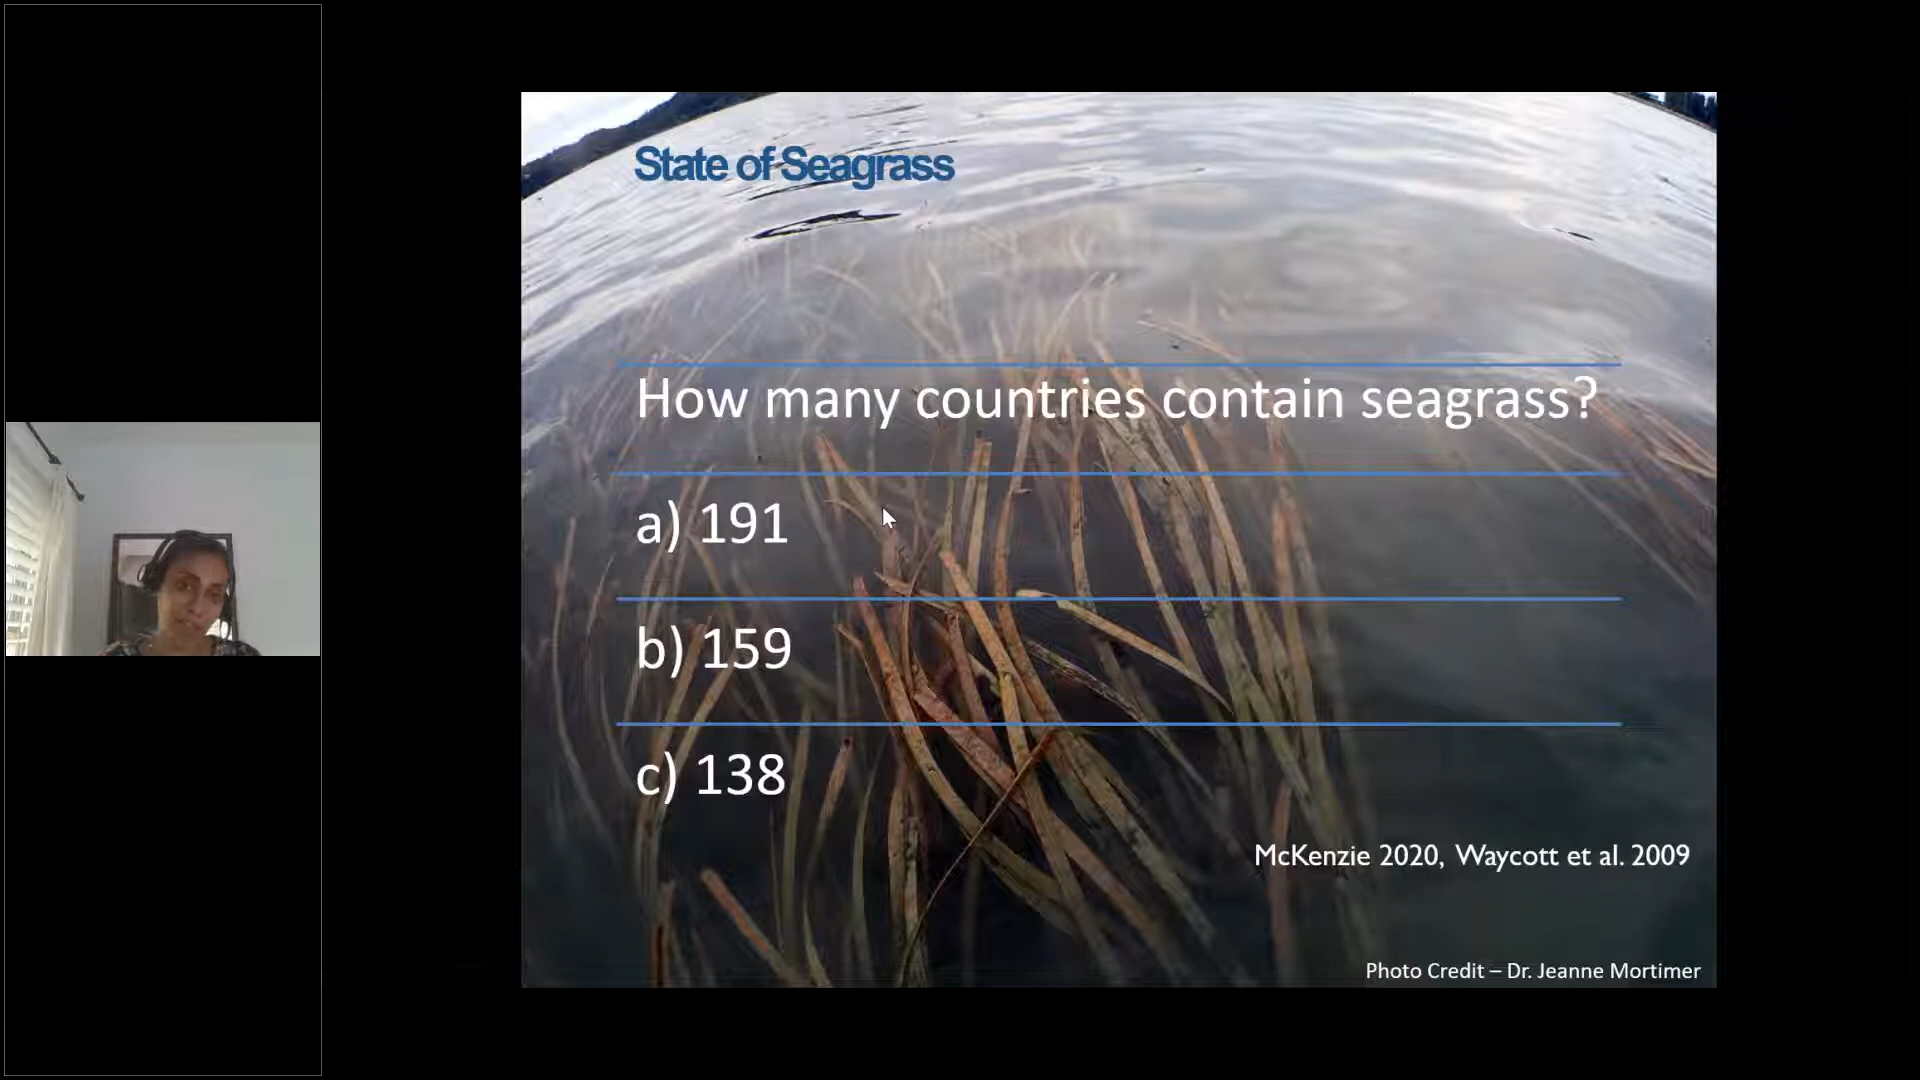 State of Seagrass
How many countries contain seagrass?
a) 191
b) 159
c) 138
McKenzie 2020, Waycott et al. 2009
Photo Credit – Dr. Jeanne Mortimer